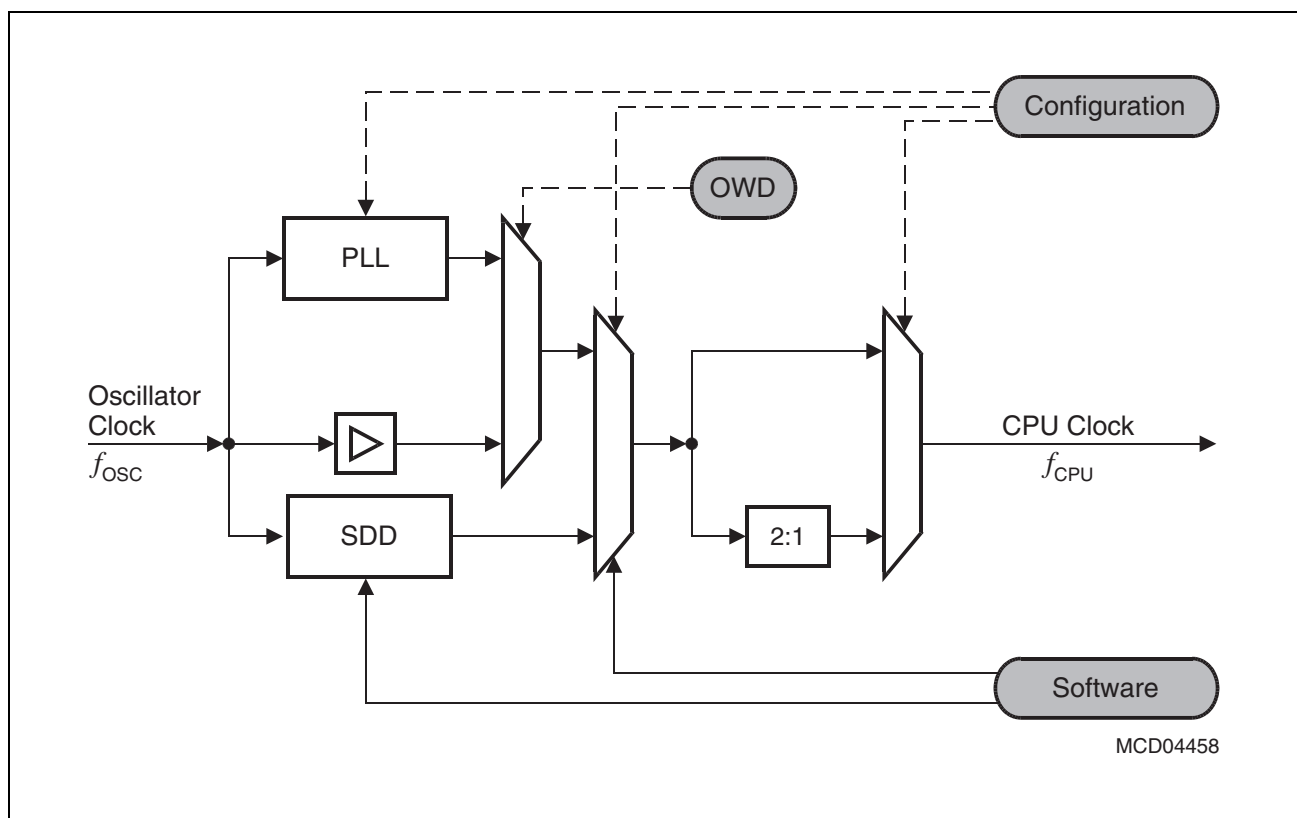 Configuration
OWD
PLL
Oscillator
Clock
fOSC
CPU Clock
fCPU
SDD
2:1
Software
MCD04458